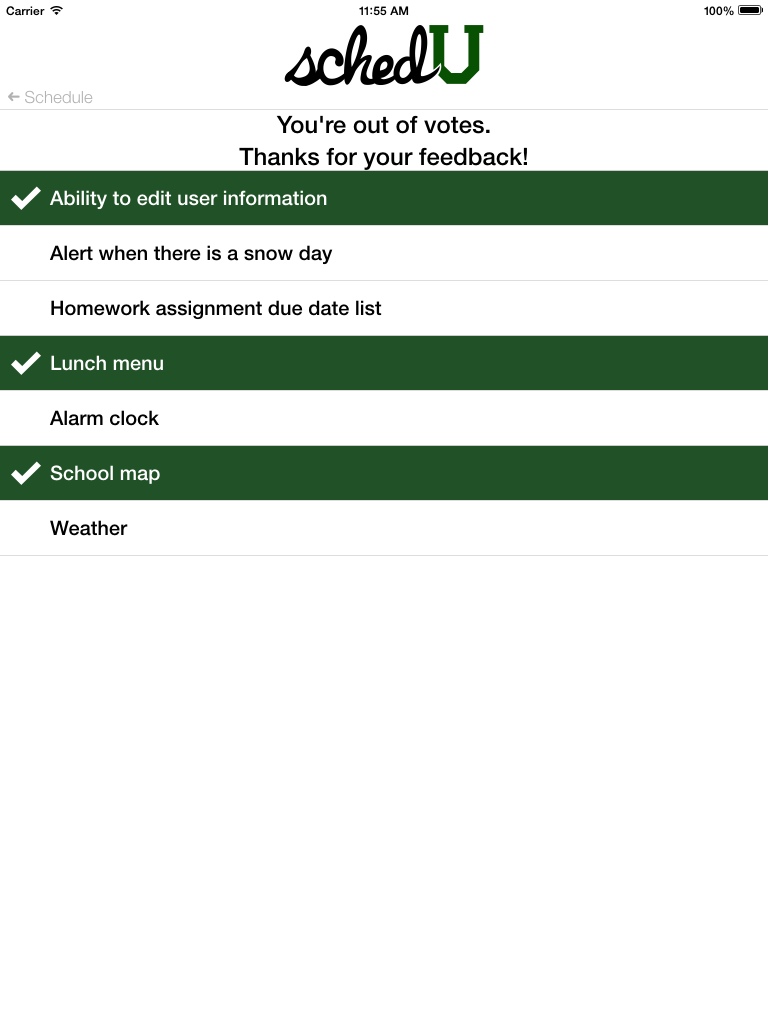 Carrier 11:55 AM 100%
schedU
Schedule
You're out of votes.
Thanks for your feedback!
Ability to edit user information
Alert when there is a snow day
Homework assignment due date list
Lunch menu
Alarm clock
School map
Weather